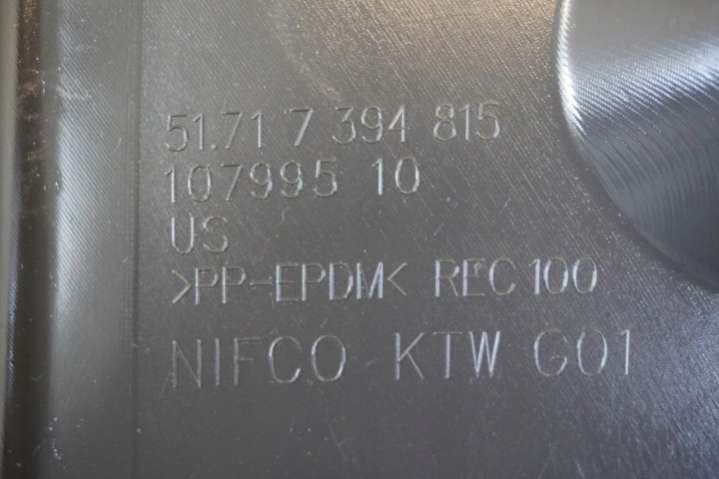 51.71 7 394 815
107995 10
US
>PP-EPDM< REC 100
NIFCO KTW G01